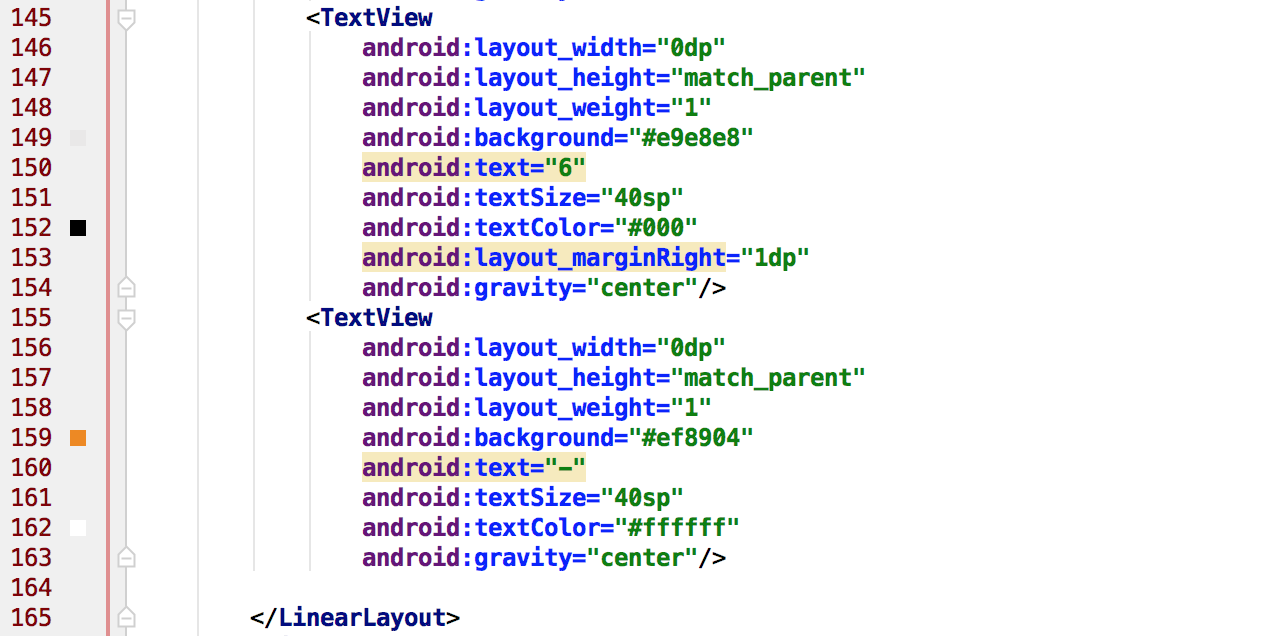 145 <TextView
146 android:layout_width="0dp"
147 android:layout_height="match_parent"
148 android:layout_weight="1"
149 android:background="#e9e8e8"
150 android:text="6"
151 android:textSize="40sp"
152 android:textColor="#000"
153 android:layout_marginRight="1dp"
154 android:gravity="center"/>
155 <TextView
156 android:layout_width="0dp"
157 android:layout_height="match_parent"
158 android:layout_weight="1"
159 android:background="#ef8904"
160 android:text="−"
161 android:textSize="40sp"
162 android:textColor="#ffffff"
163 android:gravity="center"/>
164
165 </LinearLayout>